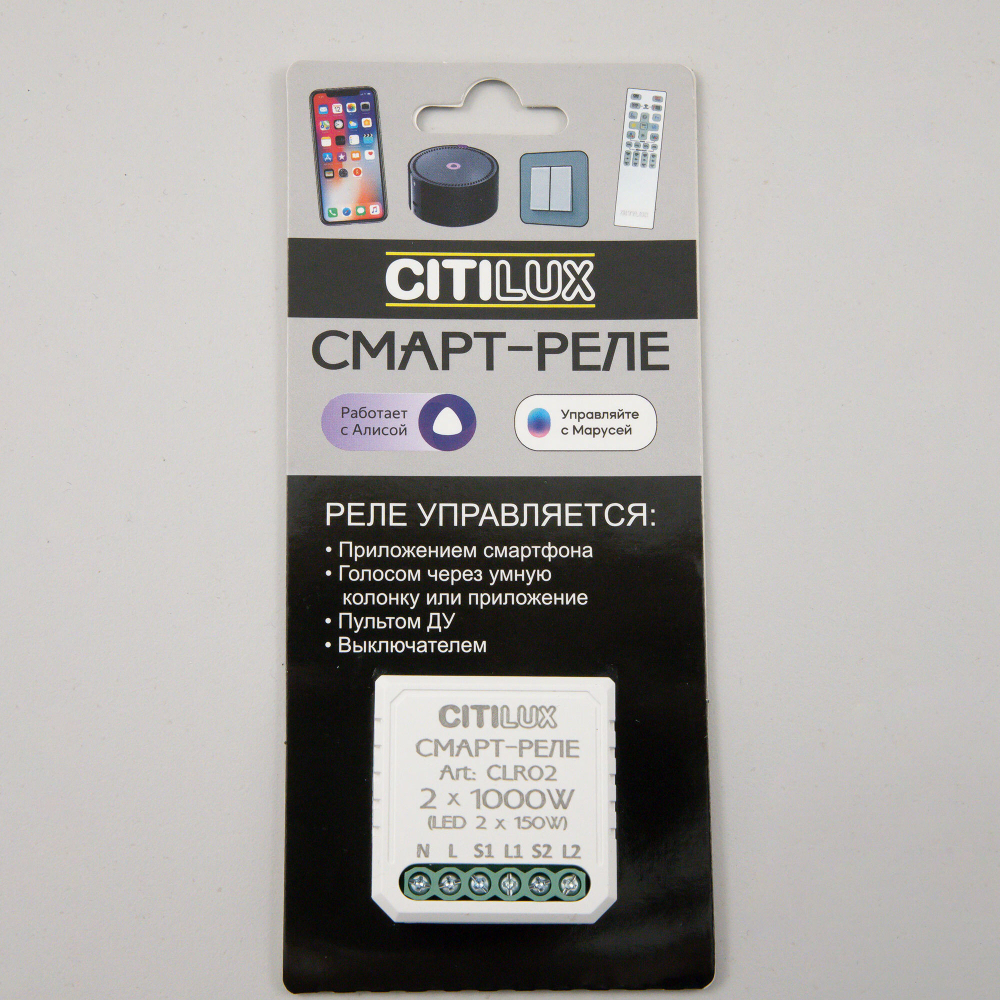 CITILUX
СМАРТ-РЕЛЕ
Работает
с Алисой
Управляйте
с Марусей
РЕЛЕ УПРАВЛЯЕТСЯ:
• Приложением смартфона
• Голосом через умную
колонку или приложение
• Пультом ДУ
• Выключателем
CITILUX
СМАРТ-РЕЛЕ
Art: CLR02
2 x 1000W
(LED 2 x 150W)
N L S1 L1 S2 L2